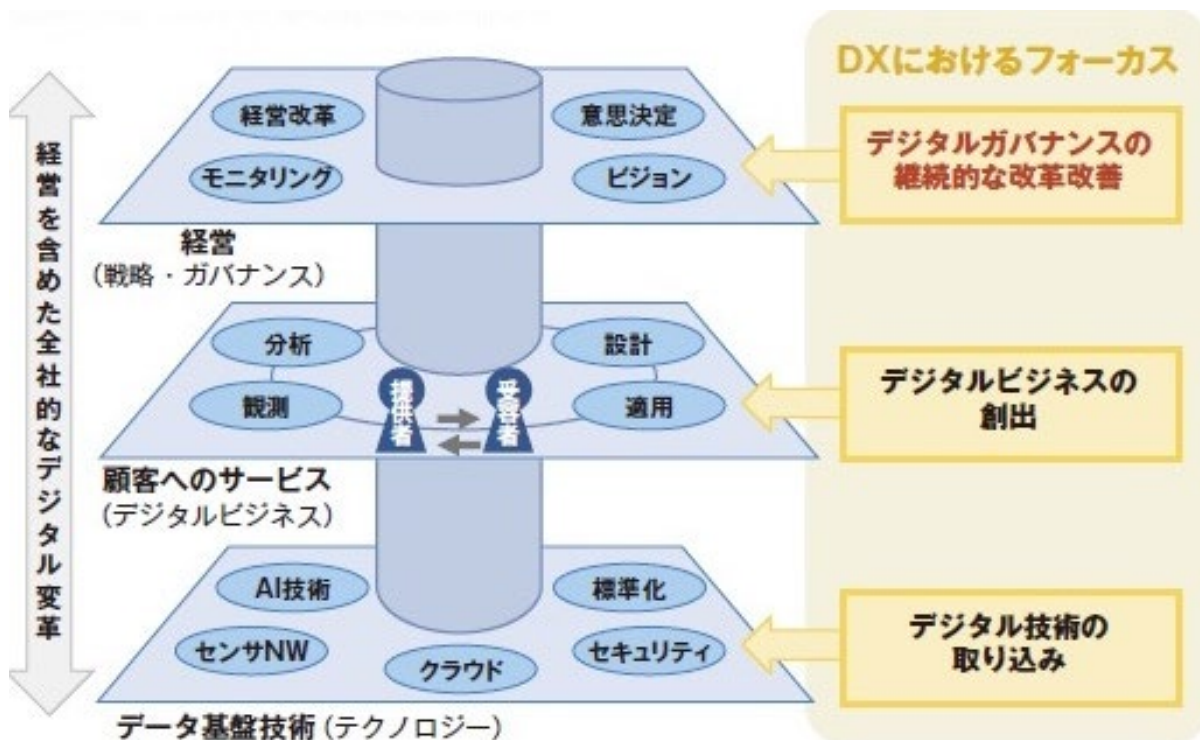 DXにおけるフォーカス
経営を含めた全社的なデジタル変革
経営改革
意思決定
モニタリング
ビジョン
デジタルガバナンスの
継続的な改革改善
経営
(戦略・ガバナンス)
分析
設計
観測
提供者
受容者
適用
デジタルビジネスの
創出
顧客へのサービス
(デジタルビジネス)
AI技術
標準化
センサNW
クラウド
セキュリティ
デジタル技術の
取り込み
データ基盤技術(テクノロジー)